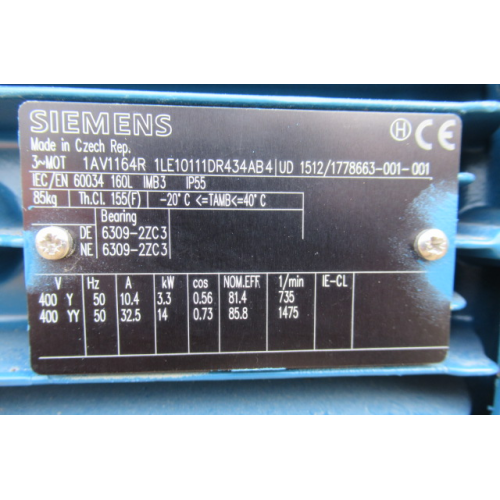 SIEMENS
H CE
Made in Czech Rep.
3~MOT 1AV1164R 1LE10111DR434AB4 UD 1512/1778663-001-001
IEC/EN 60034 160L IMB3 IP55
85kg Th.Cl. 155(F) -20°C <=TAMB<=40°C
Bearing
DE 6309-2ZC3
NE 6309-2ZC3
V Hz A kW cos NOM.EFF 1/min IE-CL
400 Y 50 10.4 3.3 0.56 81.4 735
400 YY 50 32.5 14 0.73 85.8 1475